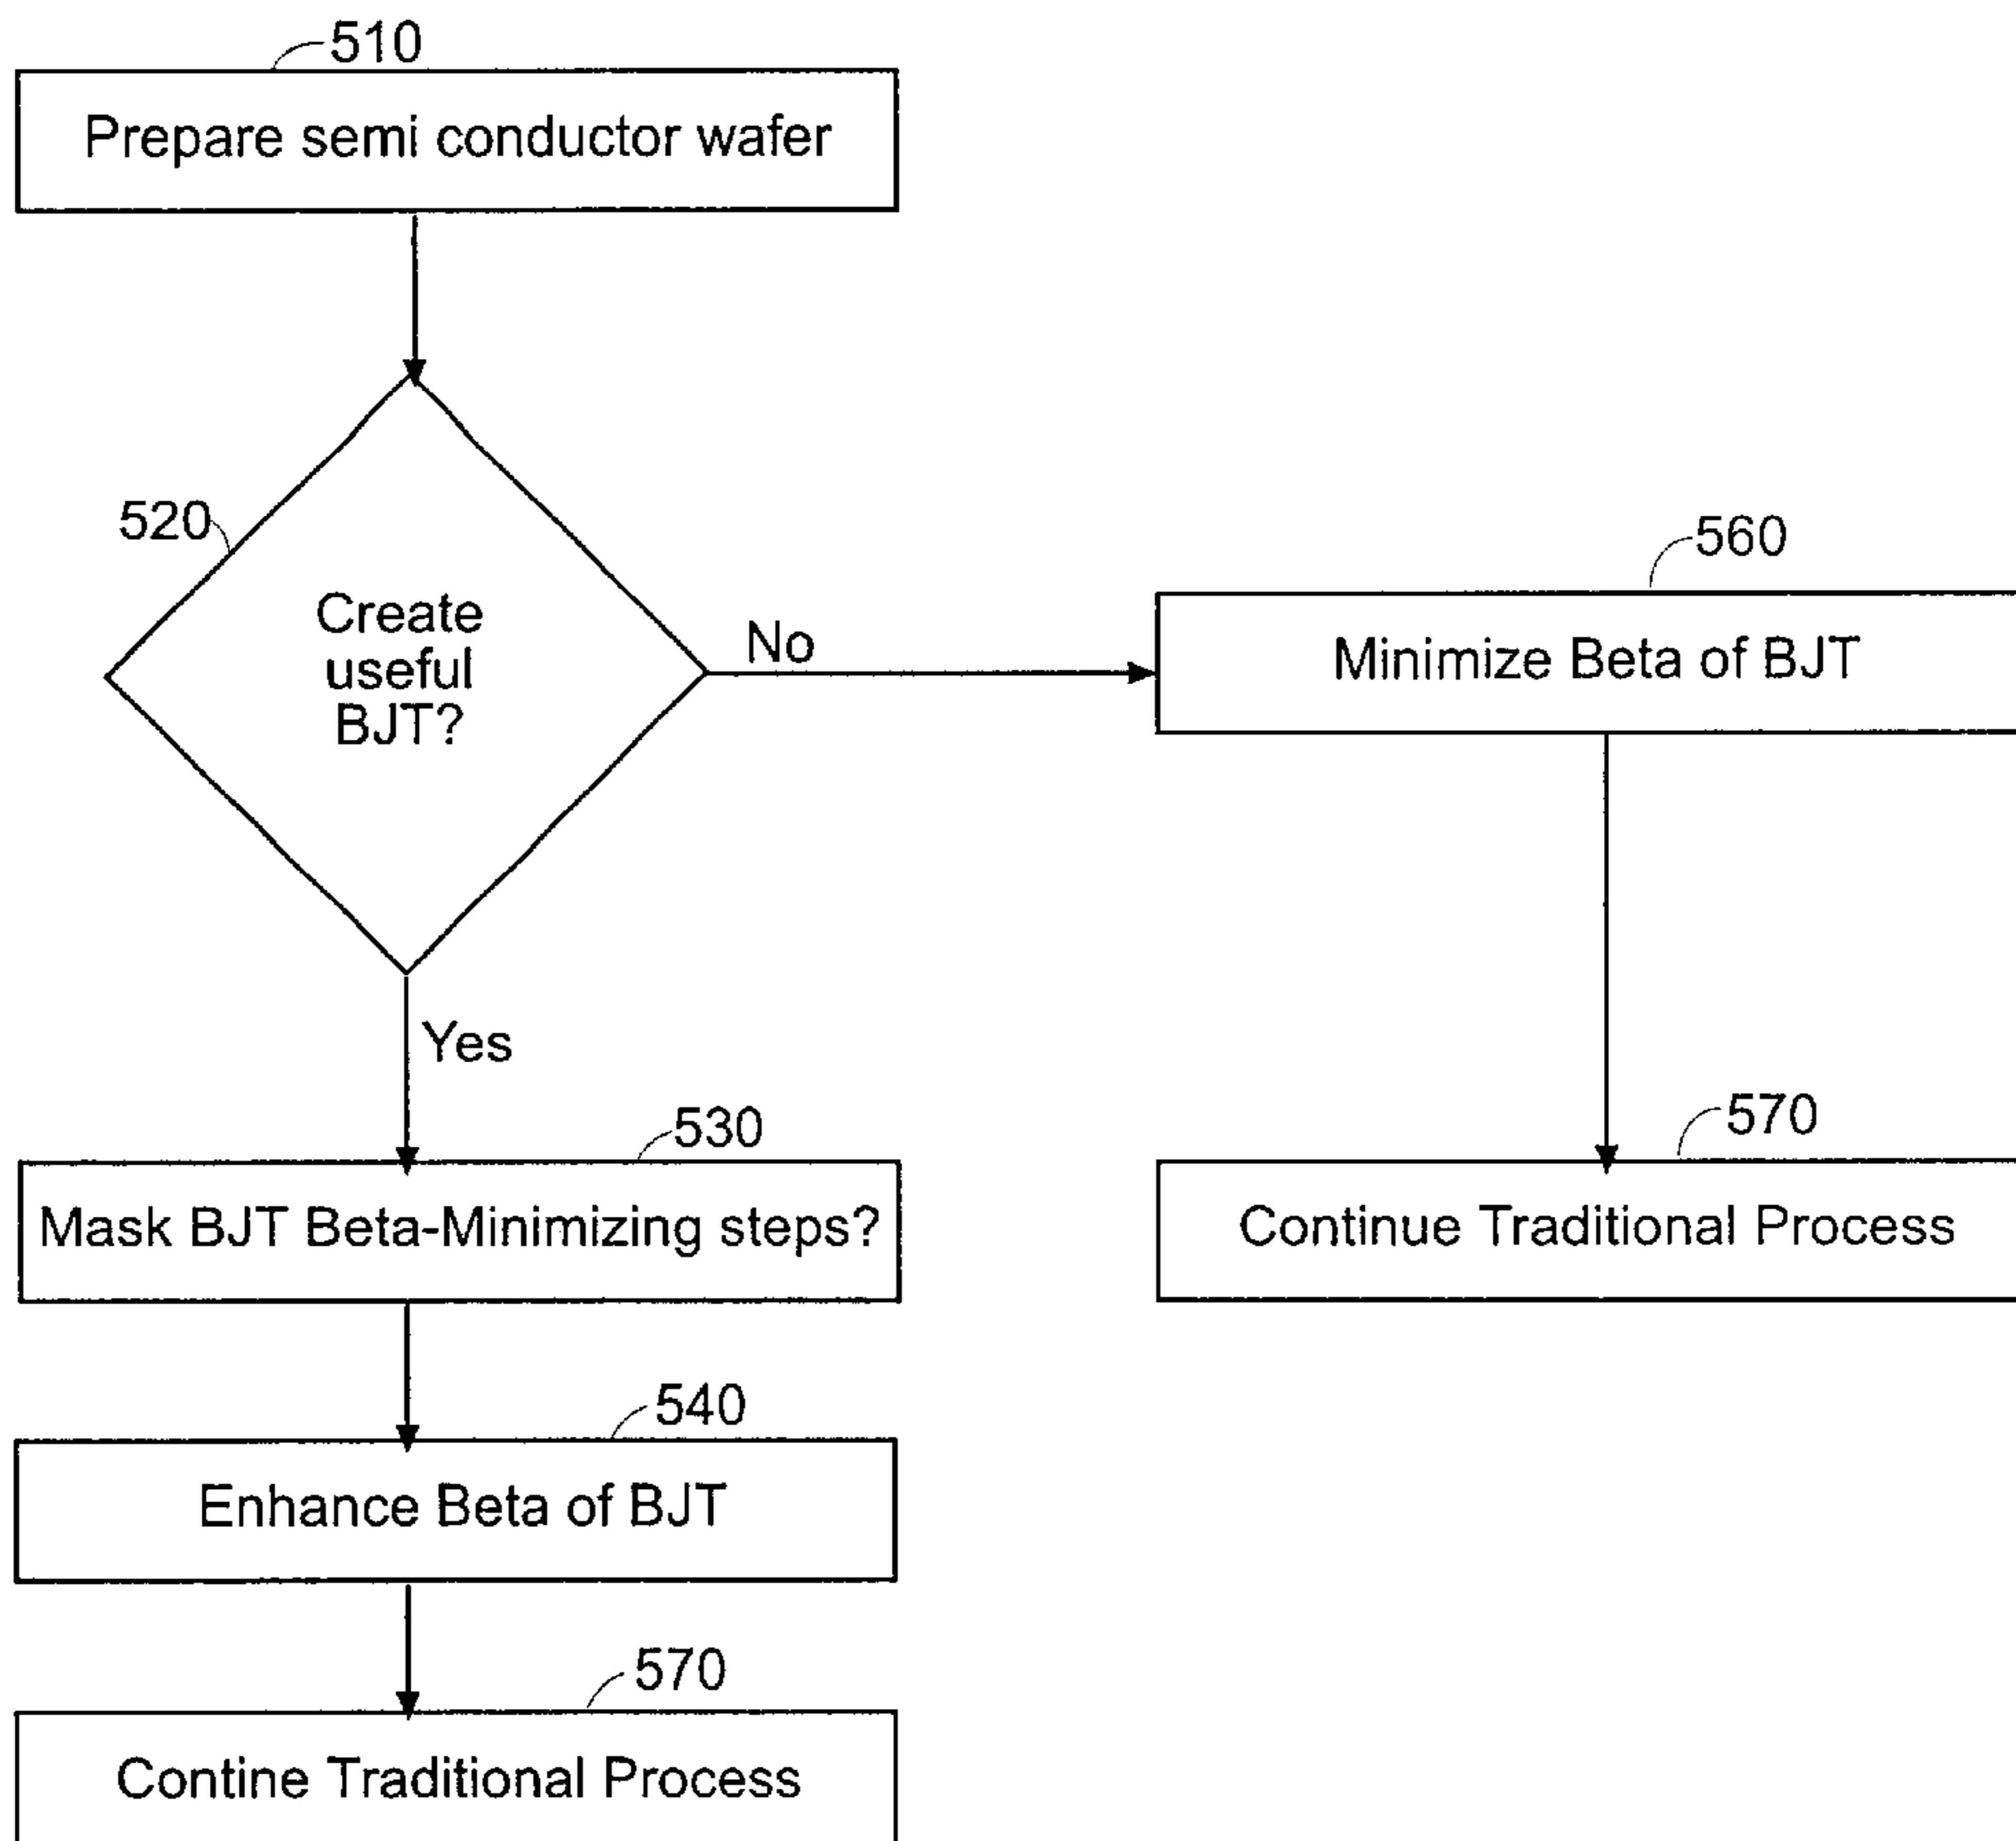 510
Prepare semi conductor wafer
520
Create
useful
BJT?
No
560
Minimize Beta of BJT
Yes
530
Mask BJT Beta-Minimizing steps?
570
Continue Traditional Process
540
Enhance Beta of BJT
570
Contine Traditional Process